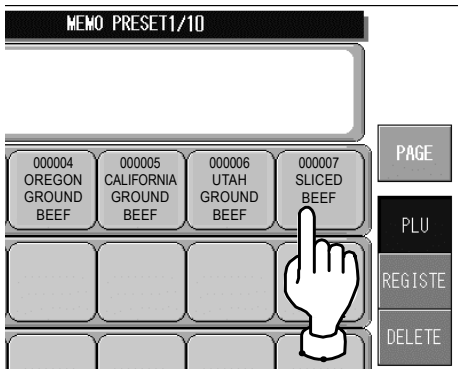 MEMO PRESET1/10
000004
OREGON
GROUND
BEEF
000005
CALIFORNIA
GROUND
BEEF
000006
UTAH
GROUND
BEEF
000007
SLICED
BEEF
PAGE
PLU
REGISTE
DELETE